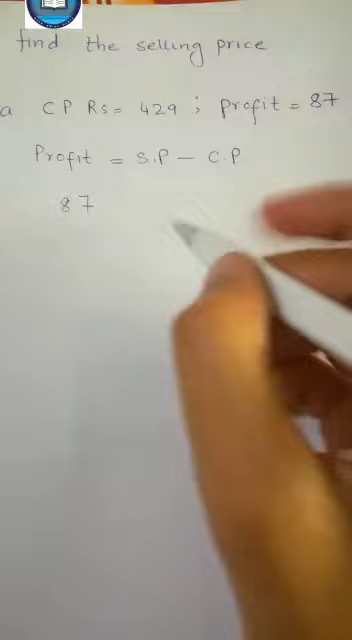 find the selling price
a CP Rs = 429 ; Profit = 87
Profit = S.P - C.P
87